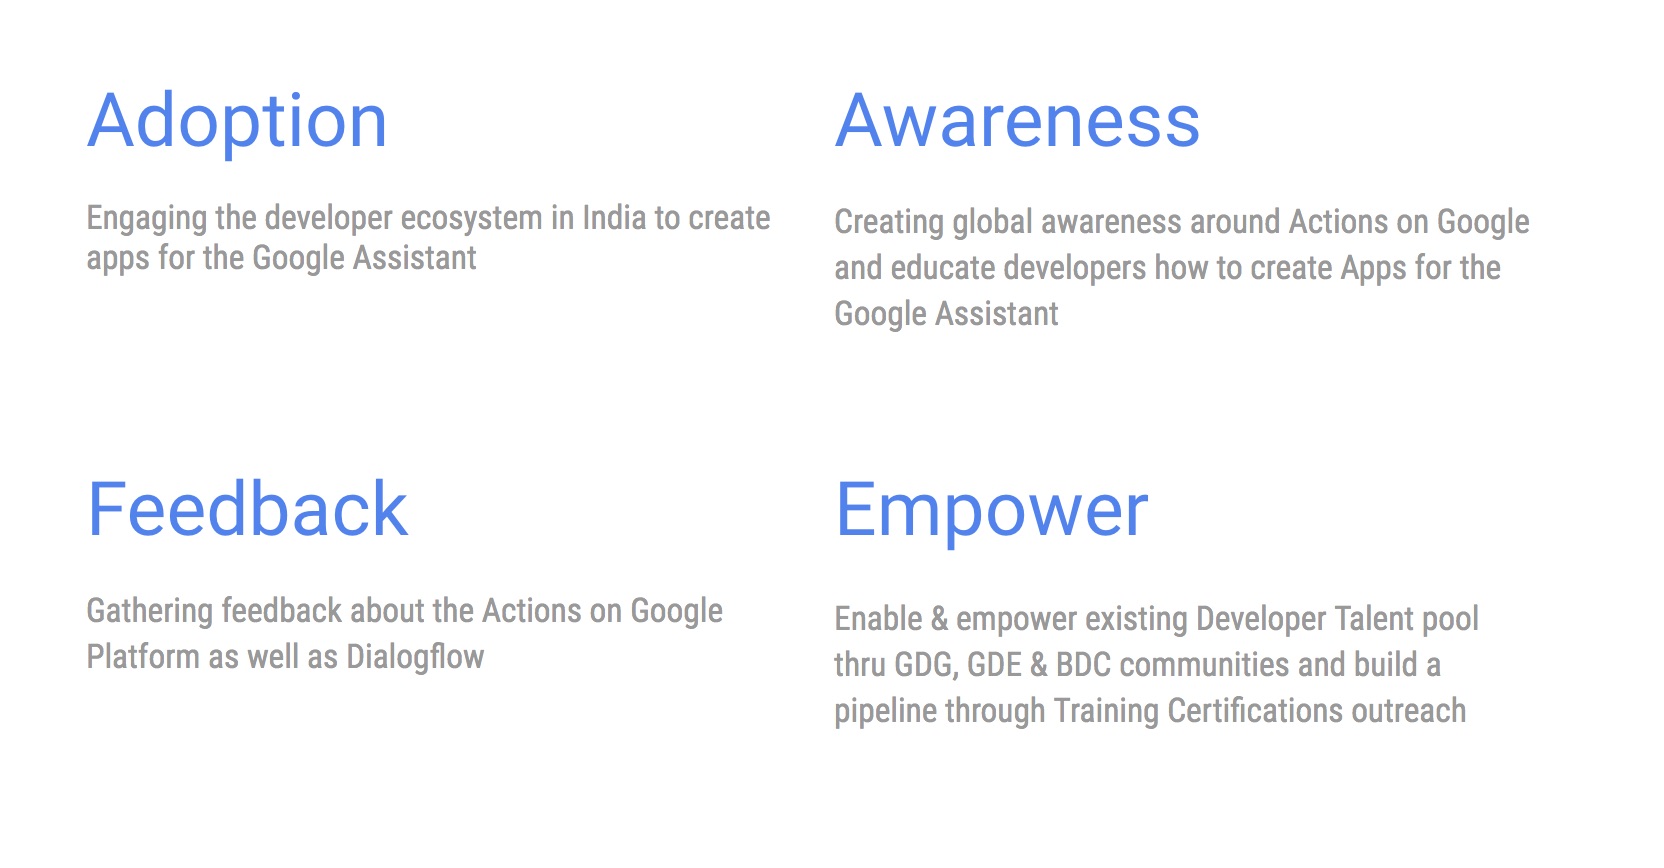 Adoption
Engaging the developer ecosystem in India to create
apps for the Google Assistant
Awareness
Creating global awareness around Actions on Google
and educate developers how to create Apps for the
Google Assistant
Feedback
Gathering feedback about the Actions on Google
Platform as well as Dialogflow
Empower
Enable & empower existing Developer Talent pool
thru GDG, GDE & BDC communities and build a
pipeline through Training Certifications outreach